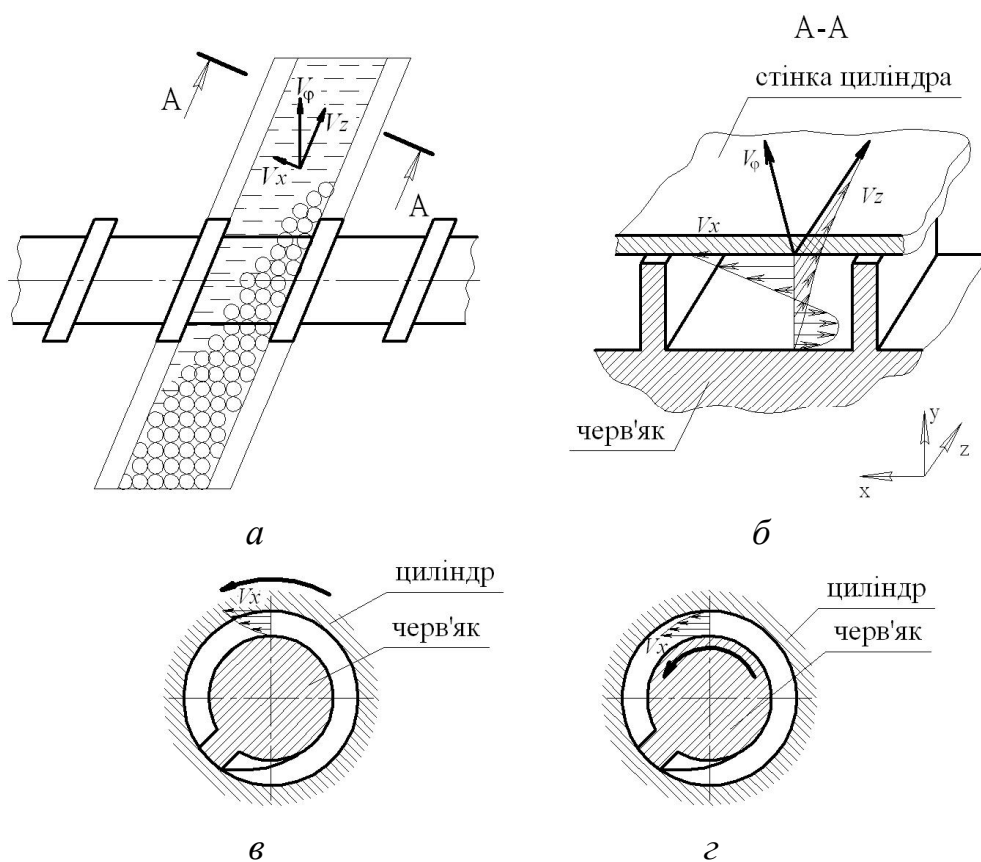 А-А
стінка циліндра
А
Vφ
Vz
Vx
А
Vφ
Vz
Vx
черв'як
y
z
x
а
б
циліндр
Vx
черв'як
циліндр
черв'як
Vx
в
г